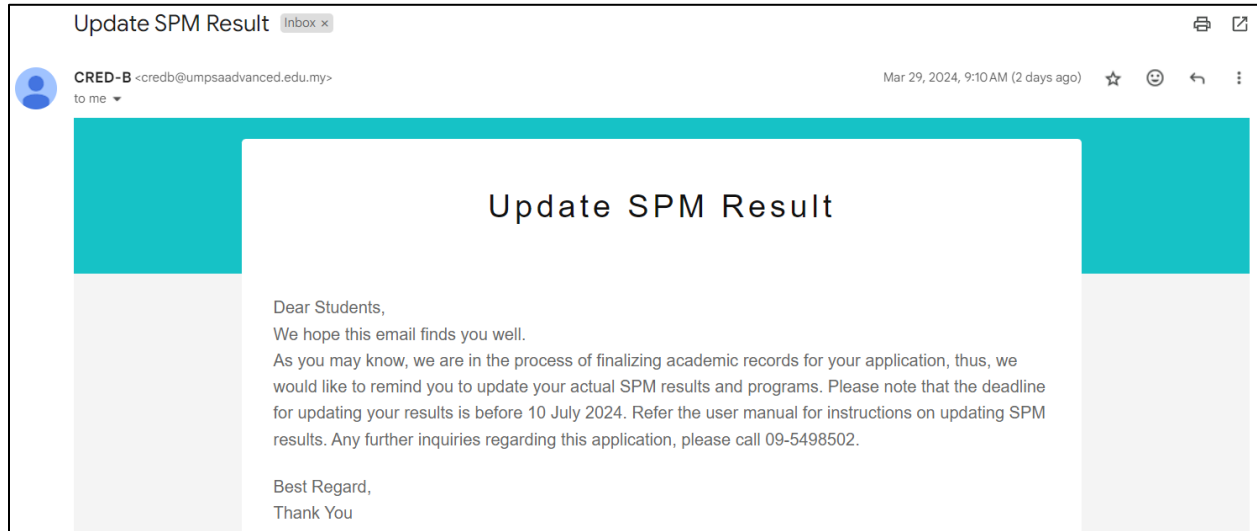 Update SPM Result Inbox ×
CRED-B <credb@umpsaadvanced.edu.my> Mar 29, 2024, 9:10 AM (2 days ago)
to me
Update SPM Result
Dear Students,
We hope this email finds you well.
As you may know, we are in the process of finalizing academic records for your application, thus, we
would like to remind you to update your actual SPM results and programs. Please note that the deadline
for updating your results is before 10 July 2024. Refer the user manual for instructions on updating SPM
results. Any further inquiries regarding this application, please call 09-5498502.
Best Regard,
Thank You